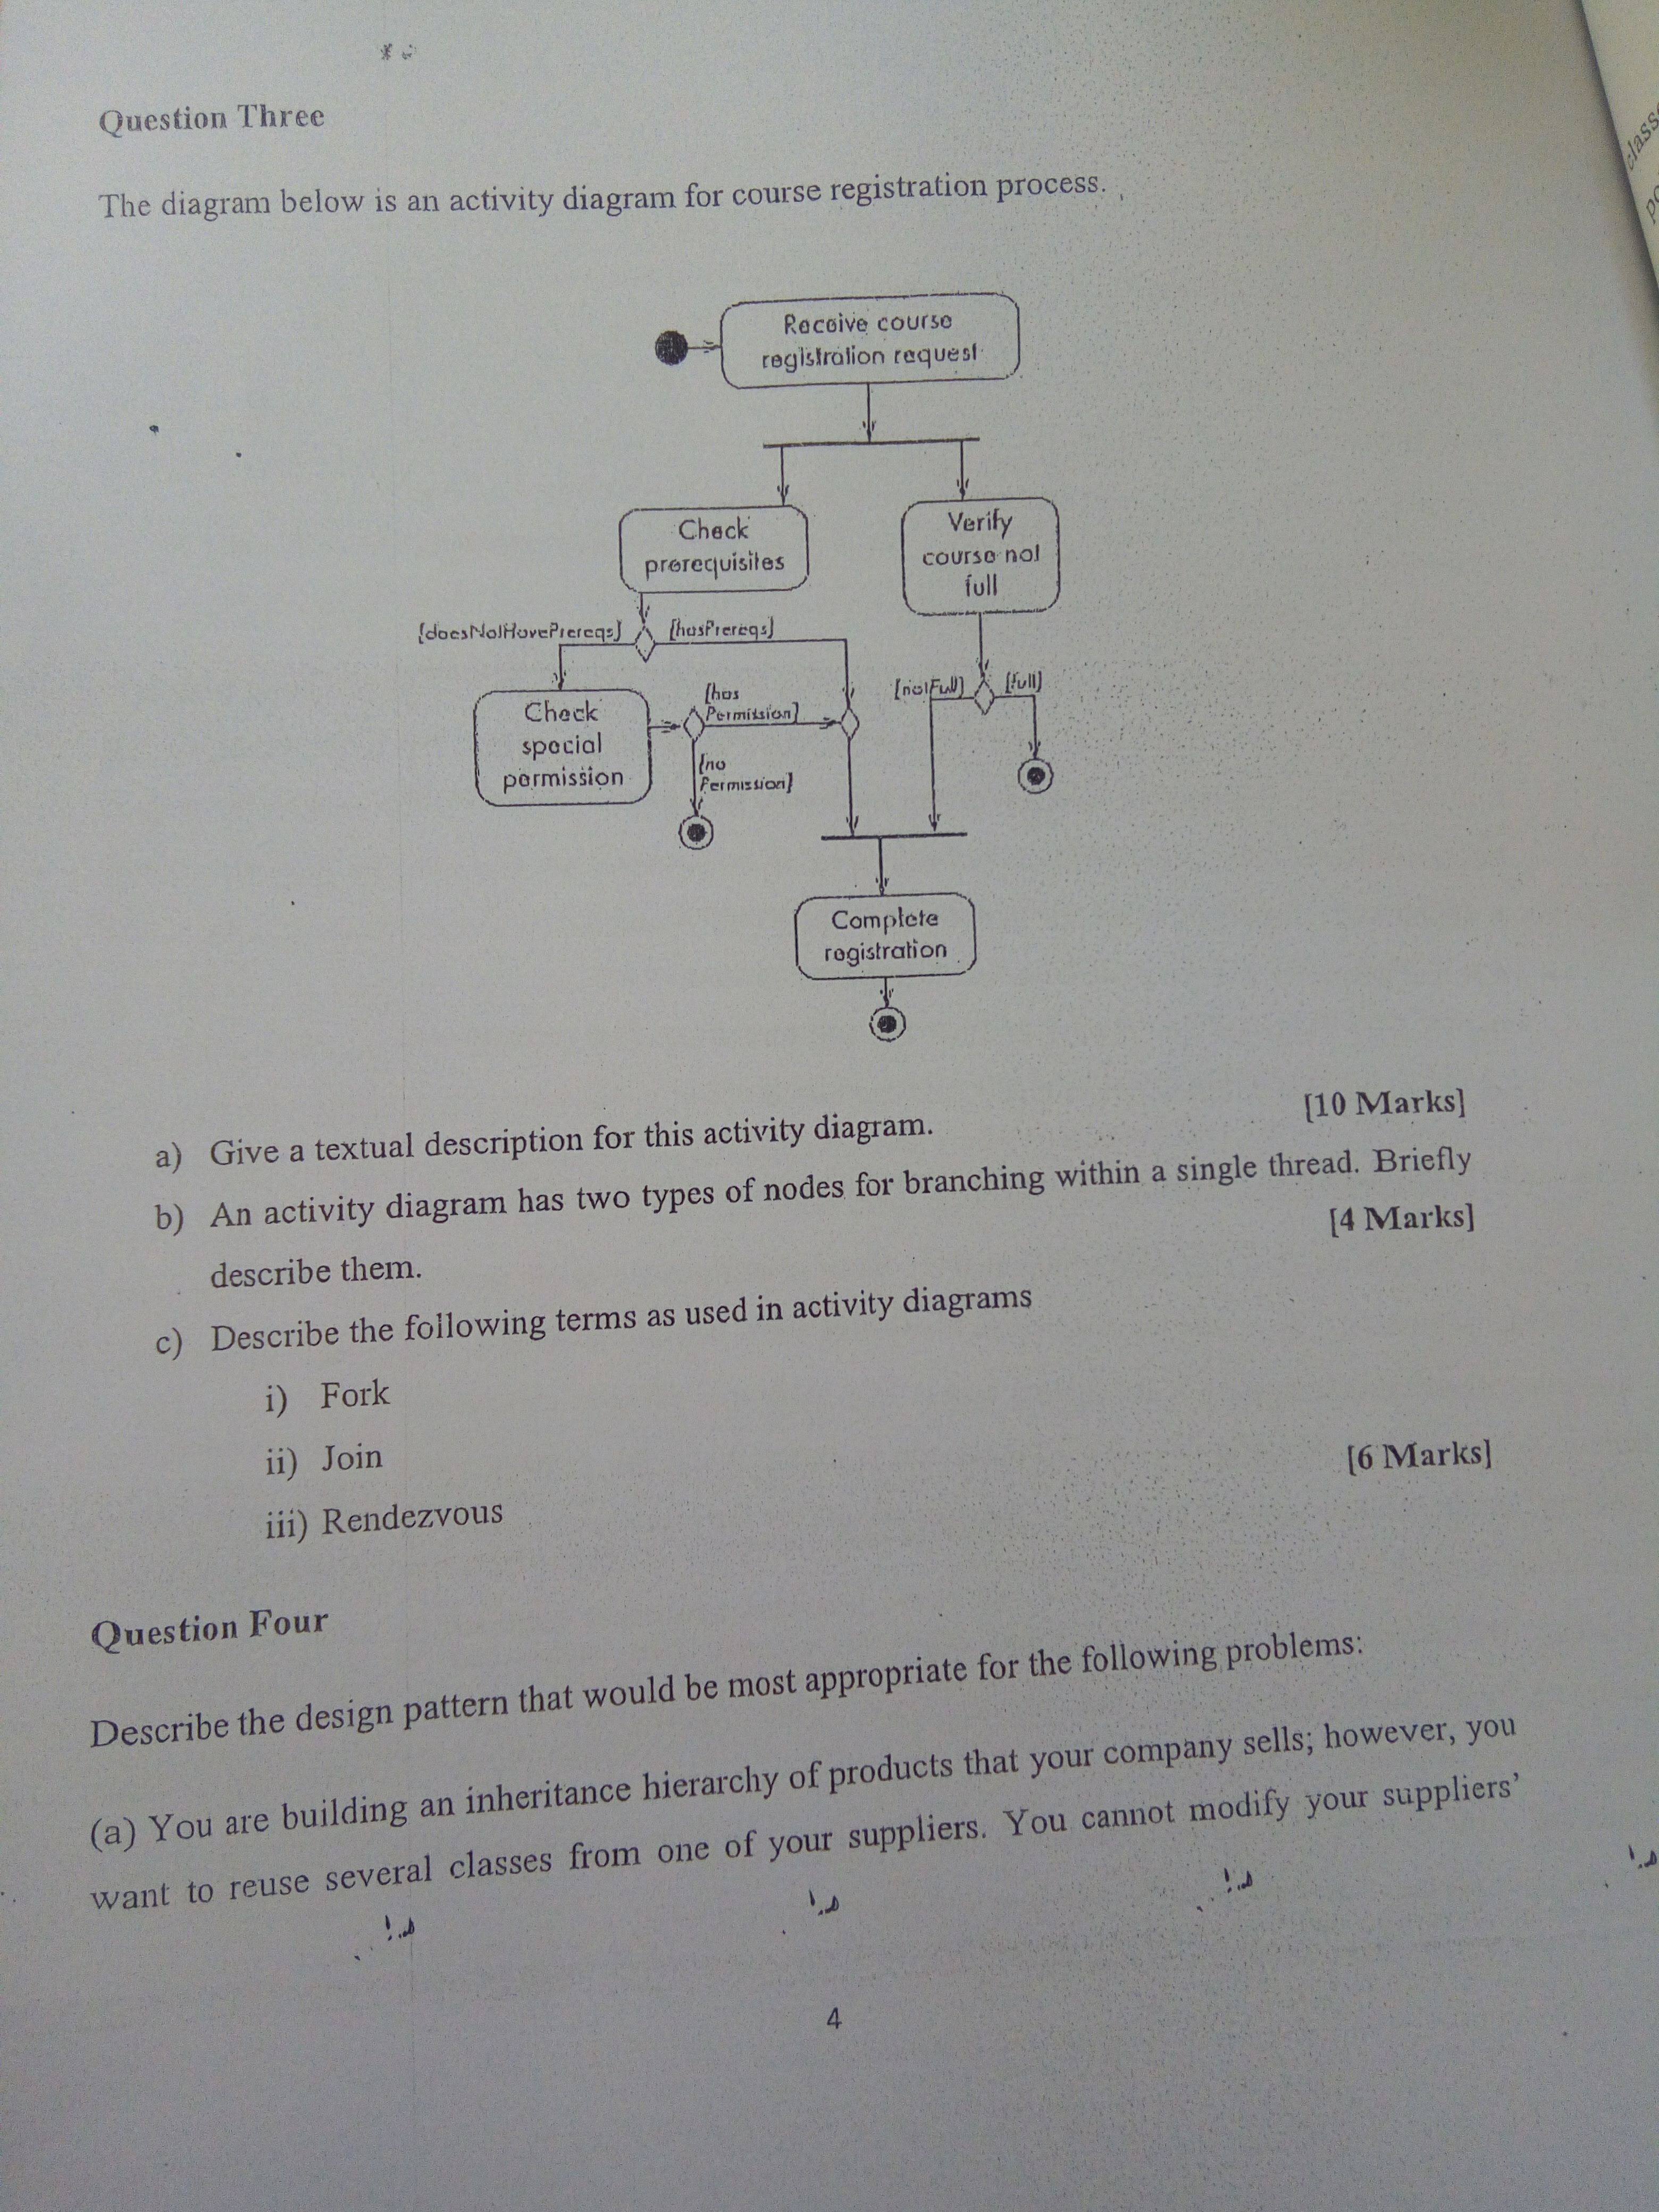 Question Three
The diagram below is an activity diagram for course registration process.
Receive course
registration request
Check
prerequisites
Verify
course not
full
[doesNotHavePrereqs]
[hasPrereqs]
Check
special
permission
[has
Permission]
[no
Permission]
[notFull]
[full]
Complete
registration
a) Give a textual description for this activity diagram. [10 Marks]
b) An activity diagram has two types of nodes for branching within a single thread. Briefly
describe them. [4 Marks]
c) Describe the following terms as used in activity diagrams
i) Fork
ii) Join
iii) Rendezvous [6 Marks]
Question Four
Describe the design pattern that would be most appropriate for the following problems:
(a) You are building an inheritance hierarchy of products that your company sells; however, you
want to reuse several classes from one of your suppliers. You cannot modify your suppliers’
4